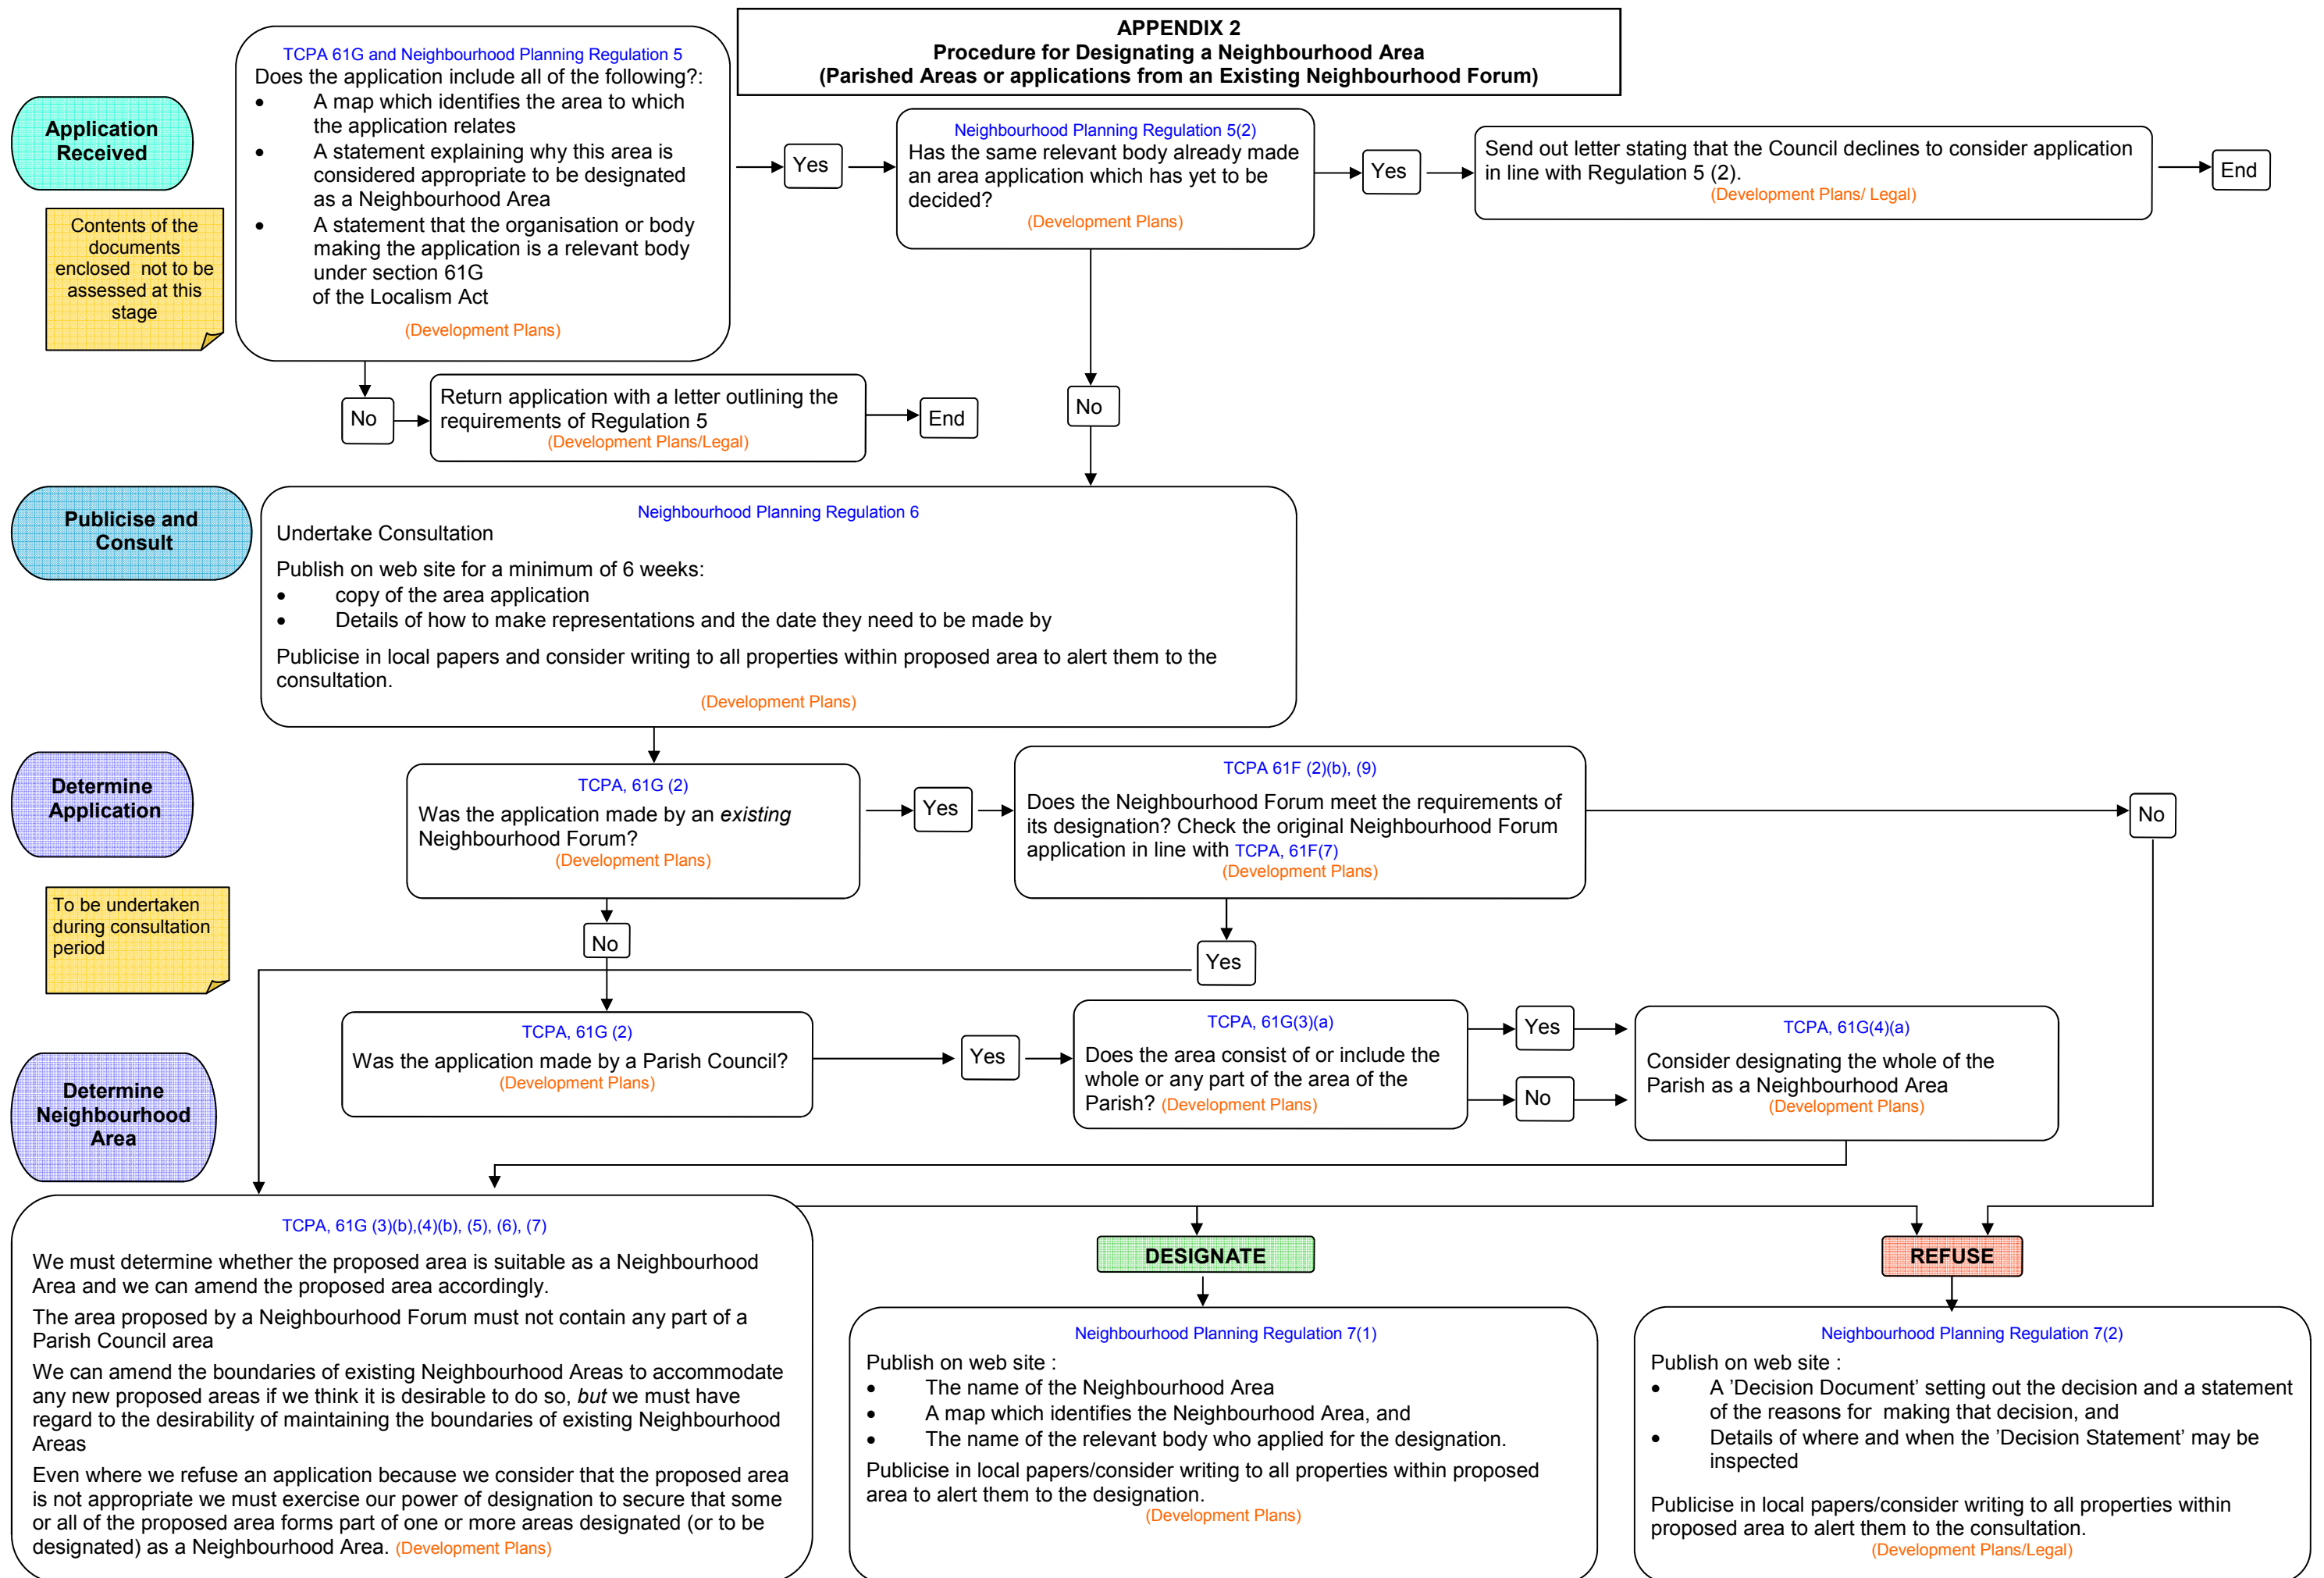 APPENDIX 2
Procedure for Designating a Neighbourhood Area
(Parished Areas or applications from an Existing Neighbourhood Forum)
Application
Received
Contents of the
documents
enclosed not to be
assessed at this
stage
TCPA 61G and Neighbourhood Planning Regulation 5
Does the application include all of the following?:
• A map which identifies the area to which
the application relates
• A statement explaining why this area is
considered appropriate to be designated
as a Neighbourhood Area
• A statement that the organisation or body
making the application is a relevant body
under section 61G
of the Localism Act
(Development Plans)
Yes
Neighbourhood Planning Regulation 5(2)
Has the same relevant body already made
an area application which has yet to be
decided?
(Development Plans)
Yes
Send out letter stating that the Council declines to consider application
in line with Regulation 5 (2).
(Development Plans/ Legal)
End
No
Return application with a letter outlining the
requirements of Regulation 5
(Development Plans/Legal)
End
No
Publicise and
Consult
Neighbourhood Planning Regulation 6
Undertake Consultation
Publish on web site for a minimum of 6 weeks:
• copy of the area application
• Details of how to make representations and the date they need to be made by
Publicise in local papers and consider writing to all properties within proposed area to alert them to the
consultation.
(Development Plans)
Determine
Application
To be undertaken
during consultation
period
TCPA, 61G (2)
Was the application made by an existing
Neighbourhood Forum?
(Development Plans)
Yes
TCPA 61F (2)(b), (9)
Does the Neighbourhood Forum meet the requirements of
its designation? Check the original Neighbourhood Forum
application in line with TCPA, 61F(7)
(Development Plans)
No
No
Yes
Determine
Neighbourhood
Area
TCPA, 61G (2)
Was the application made by a Parish Council?
(Development Plans)
Yes
TCPA, 61G(3)(a)
Does the area consist of or include the
whole or any part of the area of the
Parish? (Development Plans)
Yes
No
TCPA, 61G(4)(a)
Consider designating the whole of the
Parish as a Neighbourhood Area
(Development Plans)
TCPA, 61G (3)(b),(4)(b), (5), (6), (7)
We must determine whether the proposed area is suitable as a Neighbourhood
Area and we can amend the proposed area accordingly.
The area proposed by a Neighbourhood Forum must not contain any part of a
Parish Council area
We can amend the boundaries of existing Neighbourhood Areas to accommodate
any new proposed areas if we think it is desirable to do so, but we must have
regard to the desirability of maintaining the boundaries of existing Neighbourhood
Areas
Even where we refuse an application because we consider that the proposed area
is not appropriate we must exercise our power of designation to secure that some
or all of the proposed area forms part of one or more areas designated (or to be
designated) as a Neighbourhood Area. (Development Plans)
DESIGNATE
Neighbourhood Planning Regulation 7(1)
Publish on web site :
• The name of the Neighbourhood Area
• A map which identifies the Neighbourhood Area, and
• The name of the relevant body who applied for the designation.
Publicise in local papers/consider writing to all properties within proposed
area to alert them to the designation.
(Development Plans)
REFUSE
Neighbourhood Planning Regulation 7(2)
Publish on web site :
• A ’Decision Document’ setting out the decision and a statement
of the reasons for making that decision, and
• Details of where and when the ’Decision Statement’ may be
inspected
Publicise in local papers/consider writing to all properties within
proposed area to alert them to the consultation.
(Development Plans/Legal)